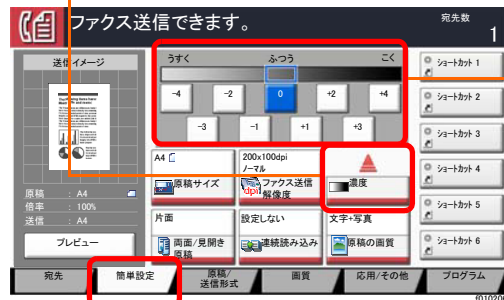 ファクス送信できます。
宛先数
1
送信イメージ
うすく
ふつう
こく
-4
-2
0
+2
+4
-3
-1
+1
+3
原稿 : A4
倍率 : 100%
送信 : A4
プレビュー
A4
原稿サイズ
200x100dpi
ノーマル
ファクス送信
解像度
濃度
片面
両面/見開き
原稿
設定しない
連続読み込み
文字+写真
原稿の画質
ショートカット 1
ショートカット 2
ショートカット 3
ショートカット 4
ショートカット 5
ショートカット 6
宛先
簡単設定
原稿/
送信形式
画質
応用/その他
プログラム
f01020